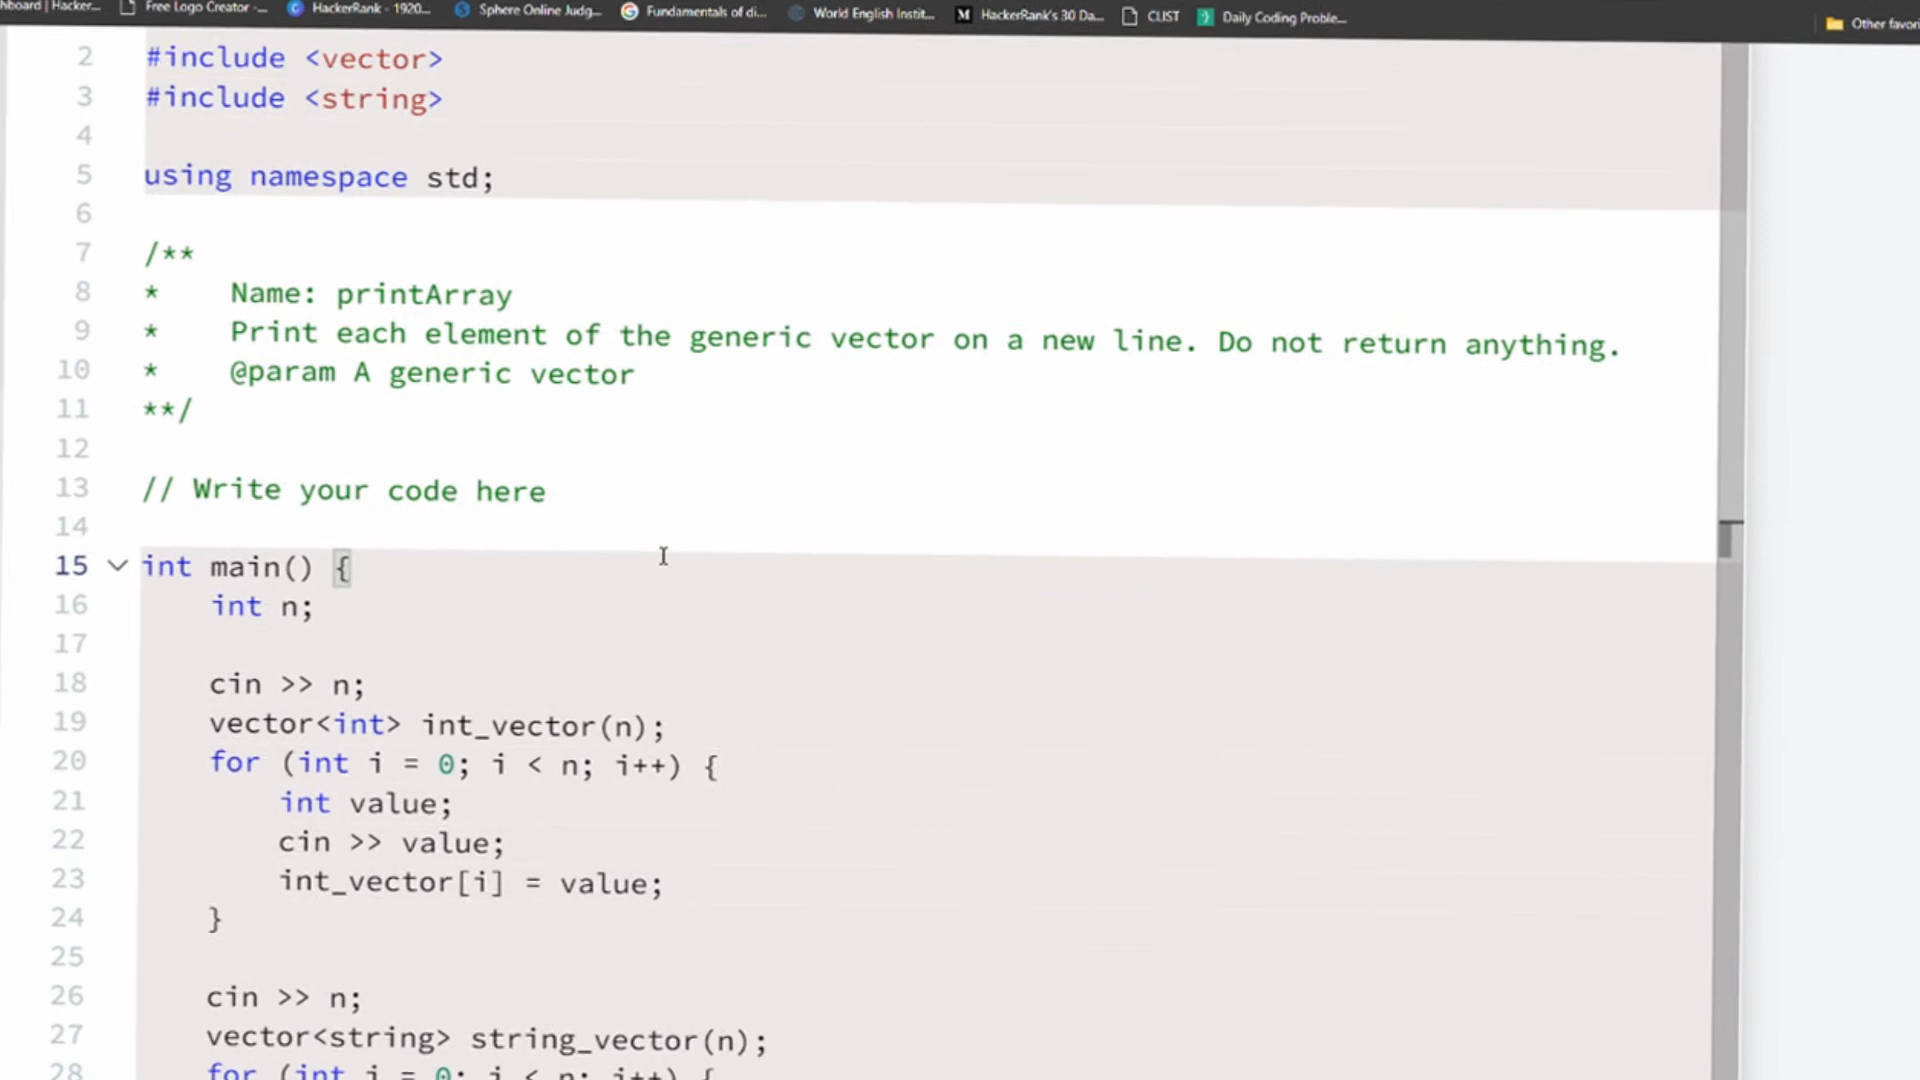 hboard | Hacker... Free Logo Creator -... HackerRank - 1920... Sphere Online Judg... Fundamentals of di... World English Instit... HackerRank's 30 Da... CLIST Daily Coding Proble... Other favori
2 #include <vector>
3 #include <string>
4
5 using namespace std;
6
7 /**
8 * Name: printArray
9 * Print each element of the generic vector on a new line. Do not return anything.
10 * @param A generic vector
11 **/
12
13 // Write your code here
14
15 int main() {
16 int n;
17
18 cin >> n;
19 vector<int> int_vector(n);
20 for (int i = 0; i < n; i++) {
21 int value;
22 cin >> value;
23 int_vector[i] = value;
24 }
25
26 cin >> n;
27 vector<string> string_vector(n);
28 for (int i = 0; i < n; i++) {